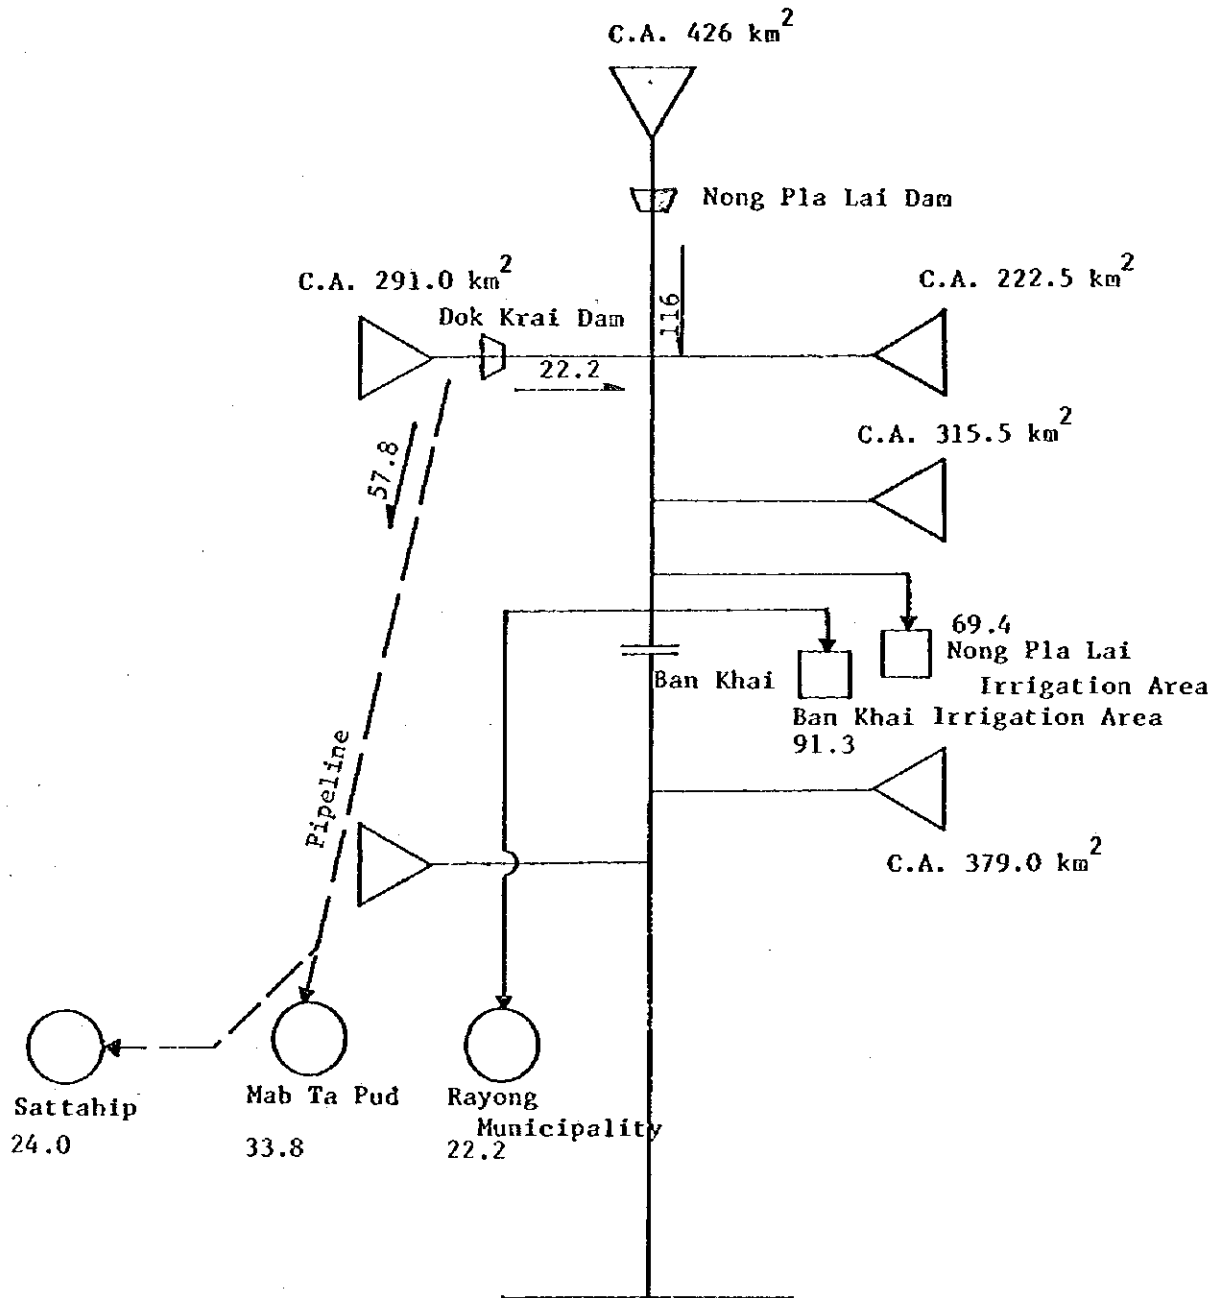 C.A. 426 km²
Nong Pla Lai Dam
C.A. 291.0 km²
C.A. 222.5 km²
Dok Krai Dam
116
22.2
C.A. 315.5 km²
57.8
69.4
Nong Pla Lai
Irrigation Area
Ban Khai
Ban Khai Irrigation Area
91.3
Pipeline
C.A. 379.0 km²
Sattahip
24.0
Mab Ta Pud
33.8
Rayong
Municipality
22.2